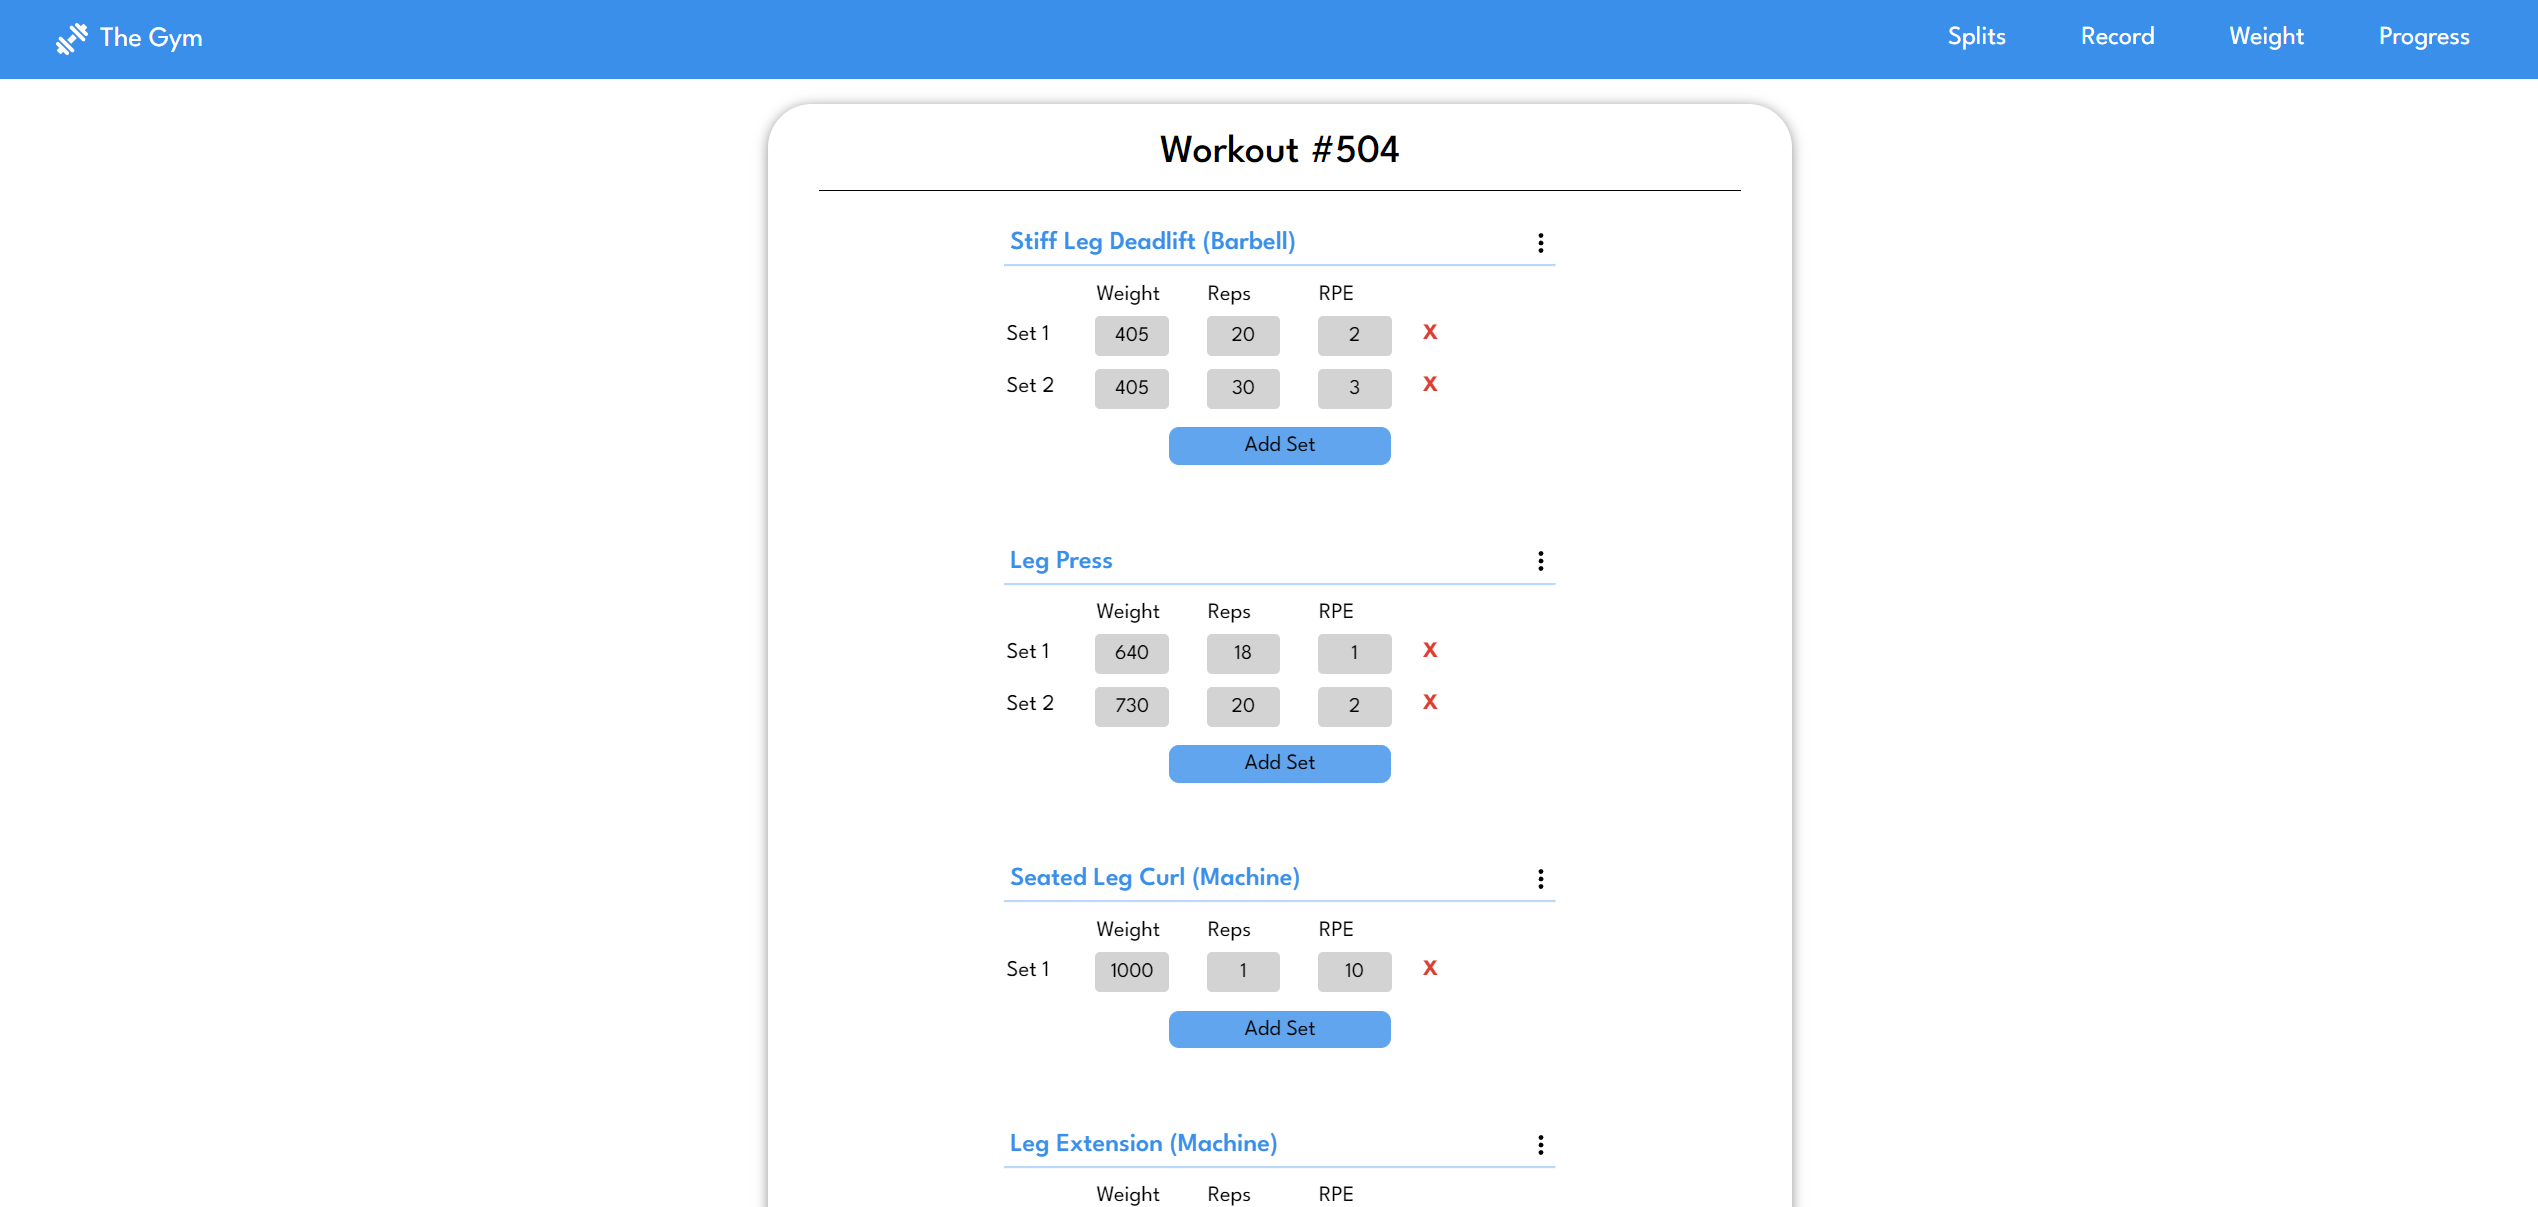 The Gym Splits Record Weight Progress
Workout #504
Stiff Leg Deadlift (Barbell)
Weight Reps RPE
Set 1 405 20 2 X
Set 2 405 30 3 X
Add Set
Leg Press
Weight Reps RPE
Set 1 640 18 1 X
Set 2 730 20 2 X
Add Set
Seated Leg Curl (Machine)
Weight Reps RPE
Set 1 1000 1 10 X
Add Set
Leg Extension (Machine)
Weight Reps RPE